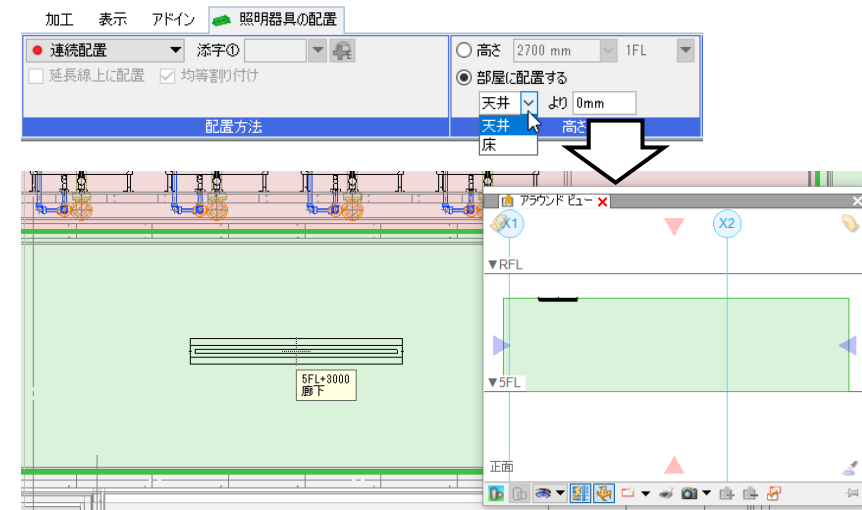 加工 表示 アドイン 照明器具の配置
連続配置 添字① 高さ 2700 mm 1FL
延長線上に配置 均等割り付け 部屋に配置する
天井 より 0mm
配置方法 天井 高さ
床
アラウンド ビュー
X1 X2
▼RFL
5FL+3000
廊下
▼5FL
正面